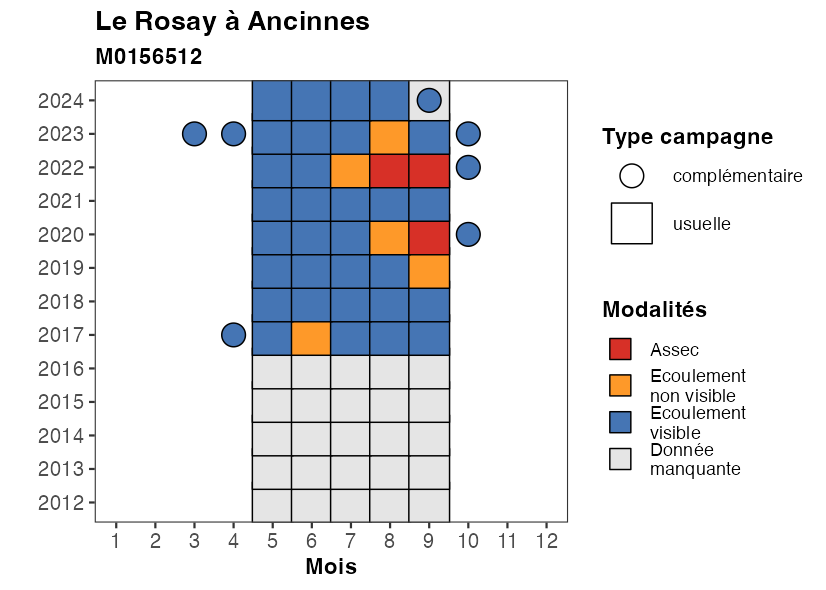 Le Rosay à Ancinnes
M0156512
2024
2023
2022
2021
2020
2019
2018
2017
2016
2015
2014
2013
2012
1 2 3 4 5 6 7 8 9 10 11 12
Mois
Type campagne
complémentaire
usuelle
Modalités
Assec
Ecoulement
non visible
Ecoulement
visible
Donnée
manquante